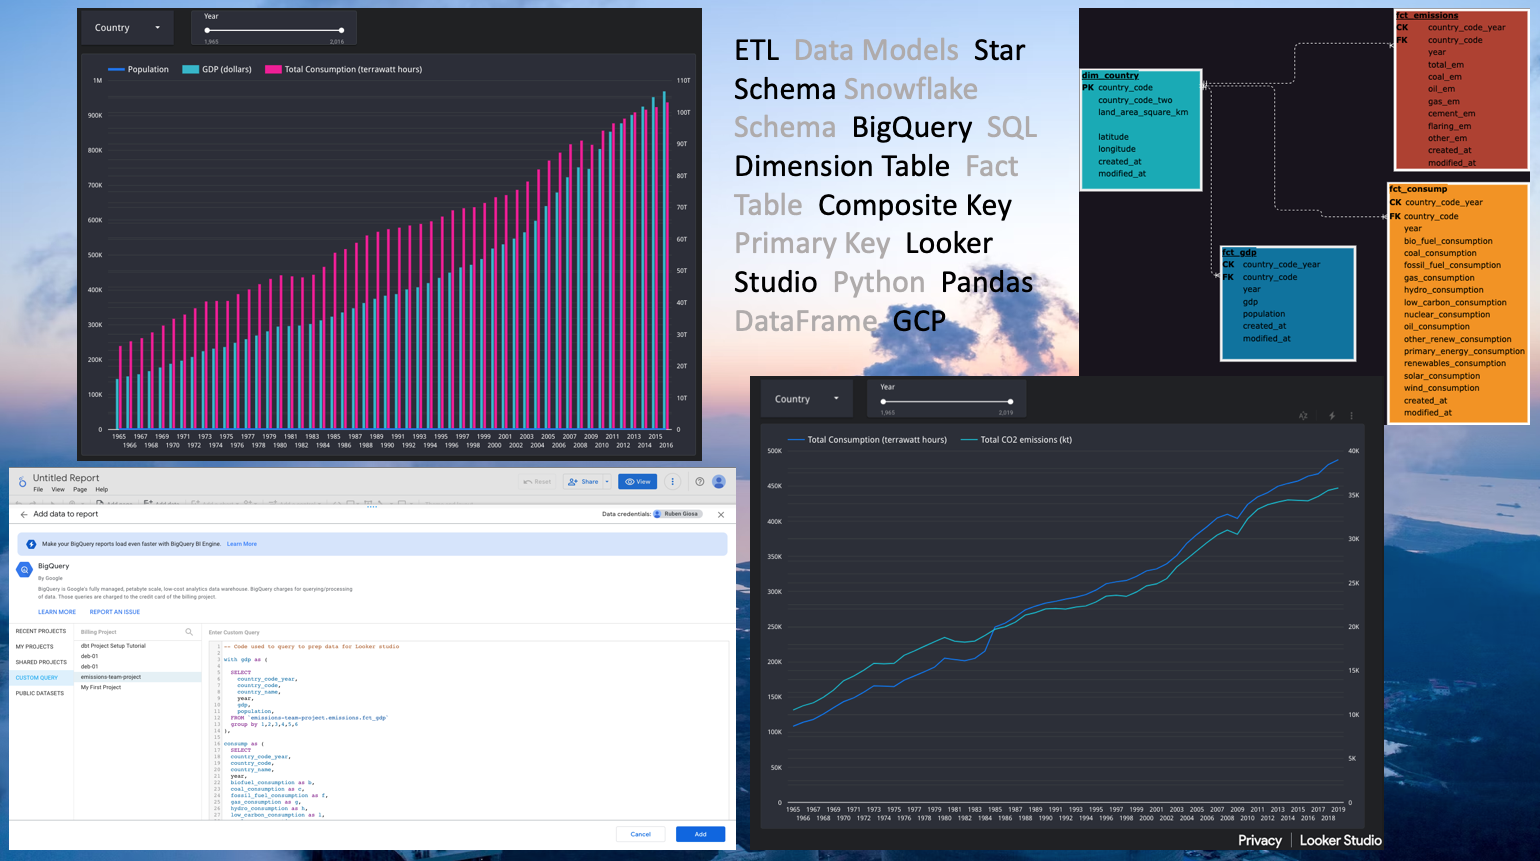 Country
Year
1,965 2,016
Population GDP (dollars) Total Consumption (terrawatt hours)
1M 110T
900K 100T
800K 90T
700K 80T
70T
600K
60T
500K
50T
400K
40T
300K
30T
200K
20T
100K
10T
0 0
1965 1967 1969 1971 1973 1975 1977 1979 1981 1983 1985 1987 1989 1991 1993 1995 1997 1999 2001 2003 2005 2007 2009 2011 2013 2015
1966 1968 1970 1972 1974 1976 1978 1980 1982 1984 1986 1988 1990 1992 1994 1996 1998 2000 2002 2004 2006 2008 2010 2012 2014 2016
ETL Data Models Star
Schema Snowflake
Schema BigQuery SQL
Dimension Table Fact
Table Composite Key
Primary Key Looker
Studio Python Pandas
DataFrame GCP
dim_country
PK country_code
country_code_two
land_area_square_km
latitude
longitude
created_at
modified_at
fct_emissions
CK country_code_year
FK country_code
year
total_em
coal_em
oil_em
gas_em
cement_em
flaring_em
other_em
created_at
modified_at
fct_gdp
CK country_code_year
FK country_code
year
gdp
population
created_at
modified_at
fct_consump
CK country_code_year
FK country_code
year
bio_fuel_consumption
coal_consumption
fossil_fuel_consumption
gas_consumption
hydro_consumption
low_carbon_consumption
nuclear_consumption
oil_consumption
other_renew_consumption
primary_energy_consumption
renewables_consumption
solar_consumption
wind_consumption
created_at
modified_at
Untitled Report
File View Page Help
Reset Share View
Add data to report
Data credentials: Ruben Giosa
Make your BigQuery reports load even faster with BigQuery BI Engine. Learn More
BigQuery
By Google
BigQuery is Google's fully managed, petabyte scale, low-cost analytics data warehouse. BigQuery charges for querying/processing
of data. Those queries are charged to the credit card of the billing project.
LEARN MORE REPORT AN ISSUE
RECENT PROJECTS
MY PROJECTS
SHARED PROJECTS
CUSTOM QUERY
PUBLIC DATASETS
Billing Project
dbt Project Setup Tutorial
deb-01
deb-01
emissions-team-project
My First Project
Enter Custom Query
1 -- Code used to query to prep data for Looker studio
2
3 with gdp as (
4
5 SELECT
6 country_code_year,
7 country_code,
8 country_name,
9 year,
10 gdp,
11 population,
12 FROM `emissions-team-project.emissions.fct_gdp`
13 group by 1,2,3,4,5,6
14 ),
15
16 consump as (
17 SELECT
18 country_code_year,
19 country_code,
20 country_name,
21 year,
22 biofuel_consumption as b,
23 coal_consumption as c,
24 fossil_fuel_consumption as f,
25 gas_consumption as g,
26 hydro_consumption as h,
27 low_carbon_consumption as l,
Cancel Add
Country
Year
1,965 2,019
Total Consumption (terrawatt hours) Total CO2 emissions (kt)
500K 40K
450K 35K
400K
30K
350K
300K 25K
250K 20K
200K
15K
150K
100K 10K
50K 5K
0 0
1965 1967 1969 1971 1973 1975 1977 1979 1981 1983 1985 1987 1989 1991 1993 1995 1997 1999 2001 2003 2005 2007 2009 2011 2013 2015 2017 2019
1966 1968 1970 1972 1974 1976 1978 1980 1982 1984 1986 1988 1990 1992 1994 1996 1998 2000 2002 2004 2006 2008 2010 2012 2014 2016 2018
Privacy Looker Studio